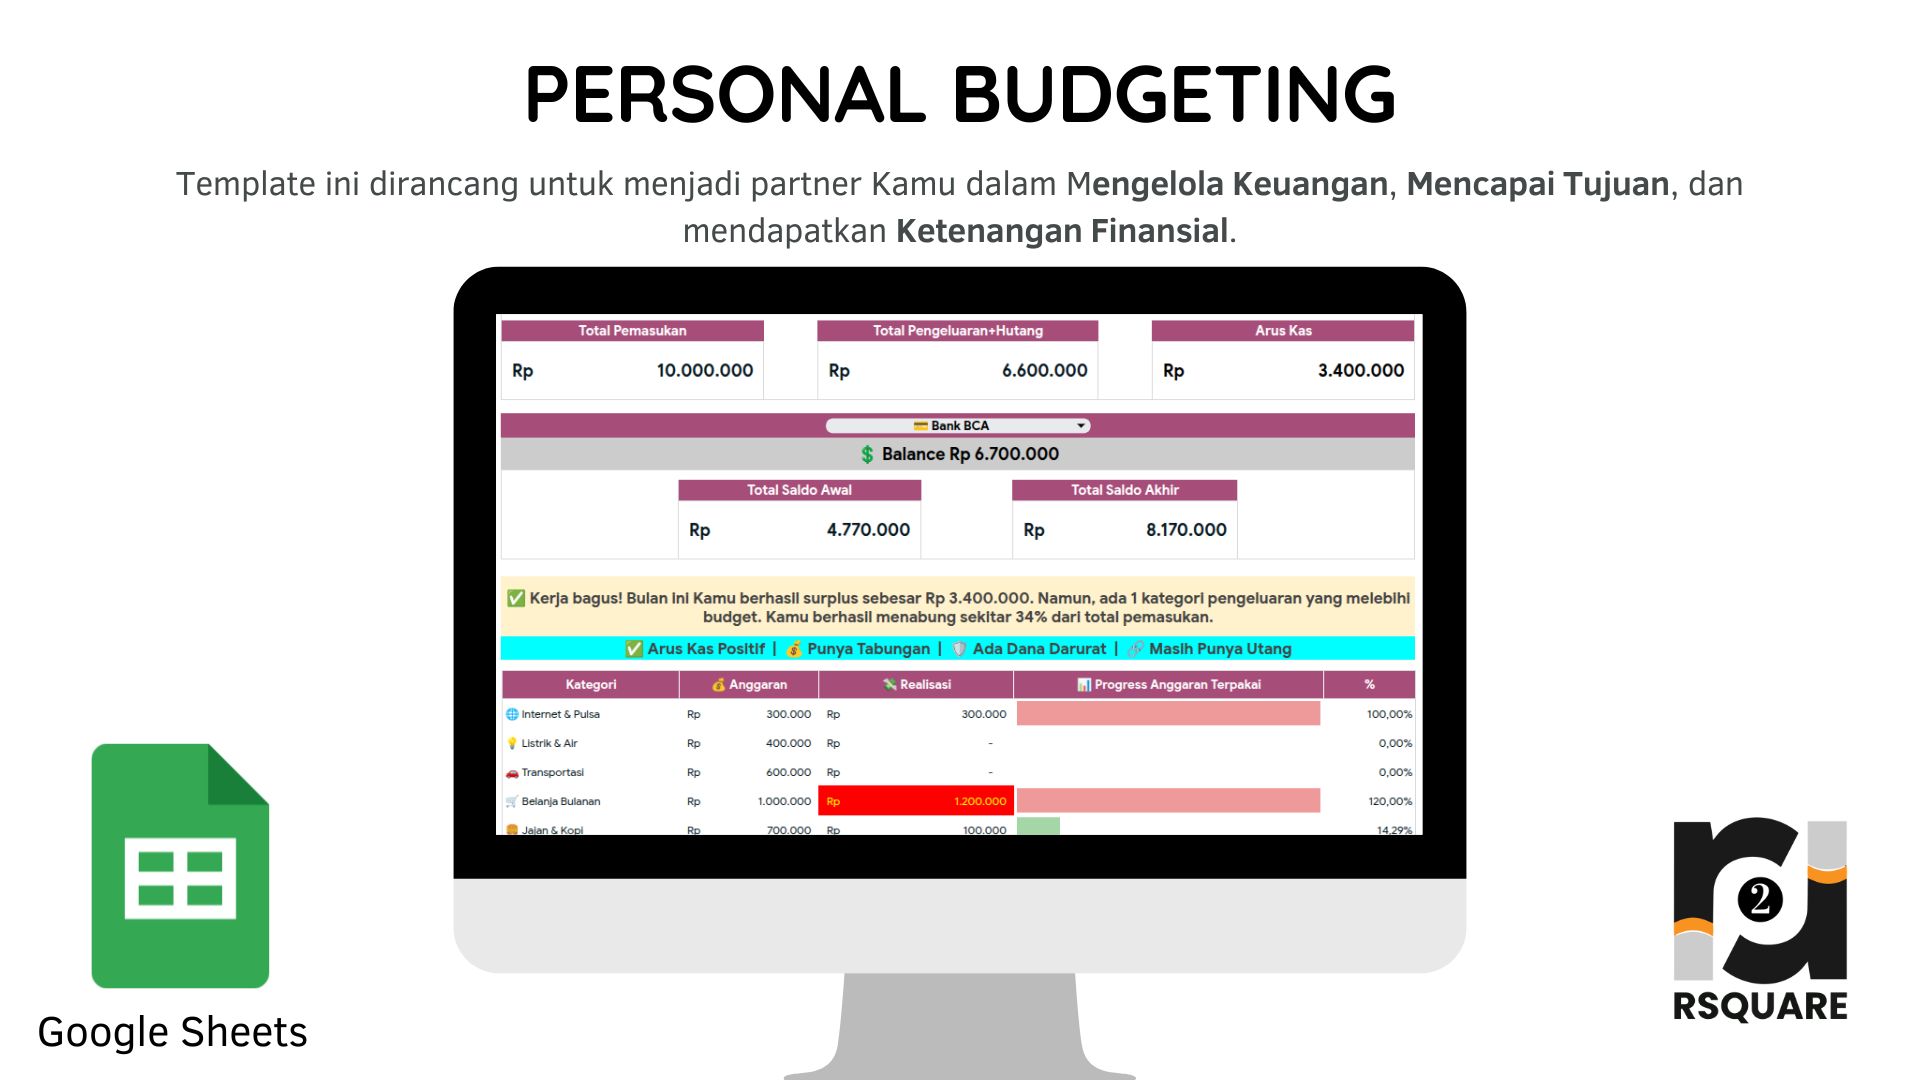 PERSONAL BUDGETING
Template ini dirancang untuk menjadi partner Kamu dalam Mengelola Keuangan, Mencapai Tujuan, dan
mendapatkan Ketenangan Finansial.
Total Pemasukan
Rp 10.000.000
Total Pengeluaran+Hutang
Rp 6.600.000
Arus Kas
Rp 3.400.000
💳 Bank BCA
💲 Balance Rp 6.700.000
Total Saldo Awal
Rp 4.770.000
Total Saldo Akhir
Rp 8.170.000
✅ Kerja bagus! Bulan Ini Kamu berhasil surplus sebesar Rp 3.400.000. Namun, ada 1 kategori pengeluaran yang melebihi
budget. Kamu berhasil menabung sekitar 34% dari total pemasukan.
✅ Arus Kas Positif | 💰 Punya Tabungan | 🛡️ Ada Dana Darurat | 🔗 Masih Punya Utang
Kategori 💰 Anggaran 💸 Realisasi 📊 Progress Anggaran Terpakai %
🌐 Internet & Pulsa Rp 300.000 Rp 300.000 100,00%
💡 Listrik & Air Rp 400.000 Rp - 0,00%
🚗 Transportasi Rp 600.000 Rp - 0,00%
🛒 Belanja Bulanan Rp 1.000.000 Rp 1.200.000 120,00%
🍔 Jajan & Kopi Rp 700.000 Rp 100.000 14,29%
Google Sheets
2
RSQUARE